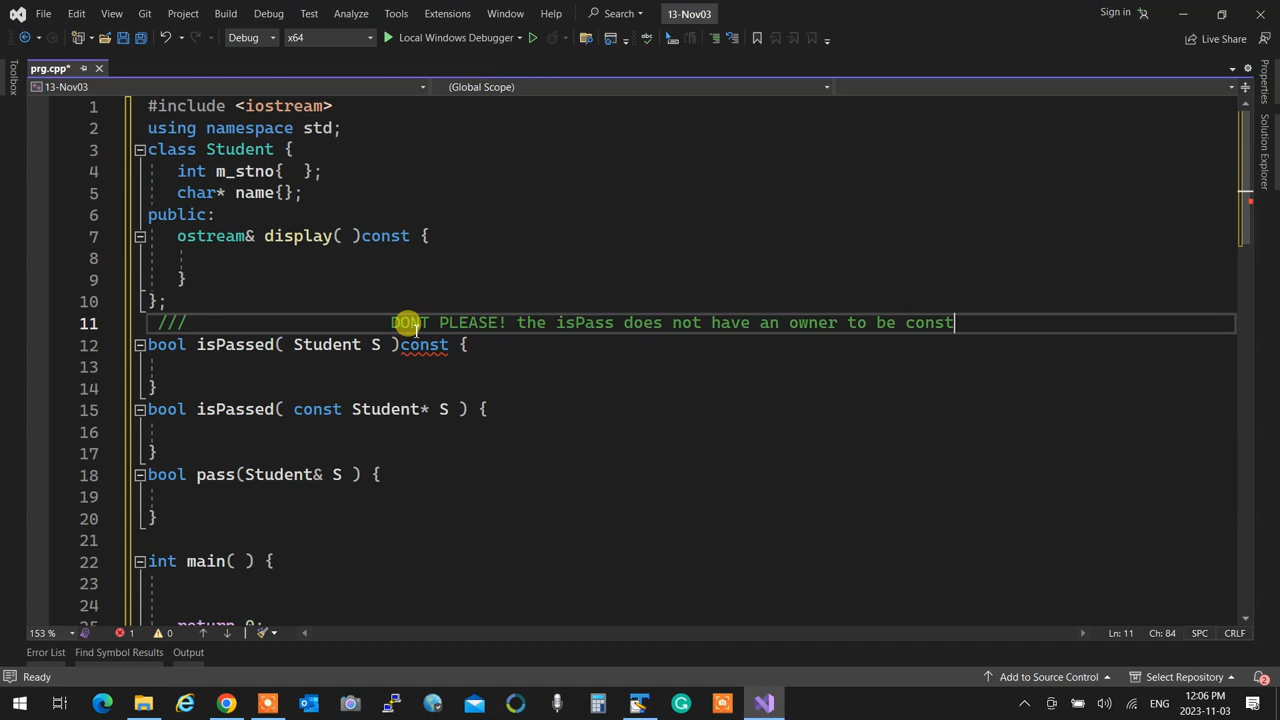 File Edit View Git Project Build Debug Test Analyze Tools Extensions Window Help Search 13-Nov03 Sign in
Debug x64 Local Windows Debugger Live Share
prg.cpp*
13-Nov03 (Global Scope)
Toolbox
Properties
Solution Explorer
1 #include <iostream>
2 using namespace std;
3 class Student {
4 int m_stno{ };
5 char* name{};
6 public:
7 ostream& display( )const {
8
9 }
10 };
11 /// DONT PLEASE! the isPass does not have an owner to be const
12 bool isPassed( Student S )const {
13
14 }
15 bool isPassed( const Student* S ) {
16
17 }
18 bool pass(Student& S ) {
19
20 }
21
22 int main( ) {
23
24
25 return 0;
153 % 1 0 Ln: 11 Ch: 84 SPC CRLF
Error List Find Symbol Results Output
Ready Add to Source Control Select Repository 2
12:06 PM
ENG
2023-11-03